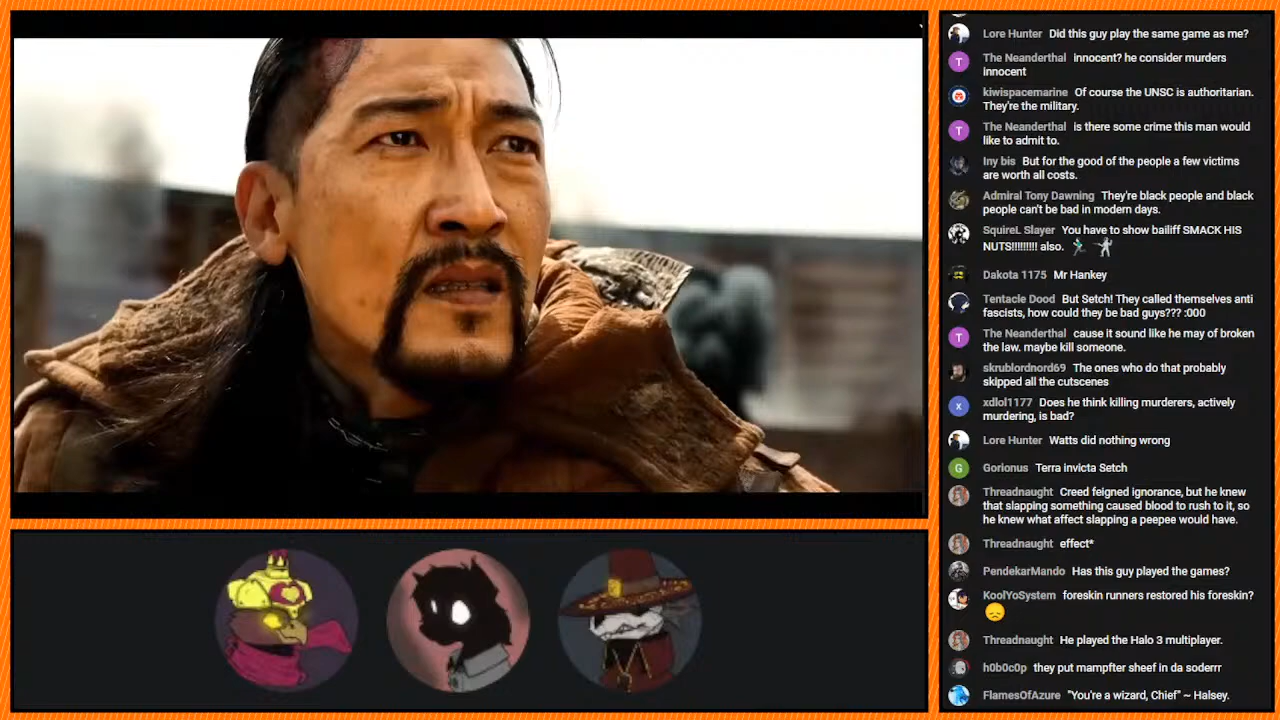 Lore Hunter Did this guy play the same game as me?
The Neanderthal Innocent? he consider murders
innocent
kiwispacemarine Of course the UNSC is authoritarian.
They're the military.
The Neanderthal is there some crime this man would
like to admit to.
Iny bis But for the good of the people a few victims
are worth all costs.
Admiral Tony Dawning They're black people and black
people can't be bad in modern days.
SquireL Slayer You have to show bailiff SMACK HIS
NUTS!!!!!!!!! also.
Dakota 1175 Mr Hankey
Tentacle Dood But Setch! They called themselves anti
fascists, how could they be bad guys??? :000
The Neanderthal cause it sound like he may of broken
the law. maybe kill someone.
skrublordnord69 The ones who do that probably
skipped all the cutscenes
x
xdlol1177 Does he think killing murderers, actively
murdering, is bad?
Lore Hunter Watts did nothing wrong
G
Gorionus Terra invicta Setch
Threadnaught Creed feigned ignorance, but he knew
that slapping something caused blood to rush to it, so
he knew what affect slapping a peepee would have.
Threadnaught effect*
PendekarMando Has this guy played the games?
KoolYoSystem foreskin runners restored his foreskin?
Threadnaught He played the Halo 3 multiplayer.
h0b0c0p they put mampfter sheef in da soderrr
FlamesOfAzure "You're a wizard, Chief" ~ Halsey.